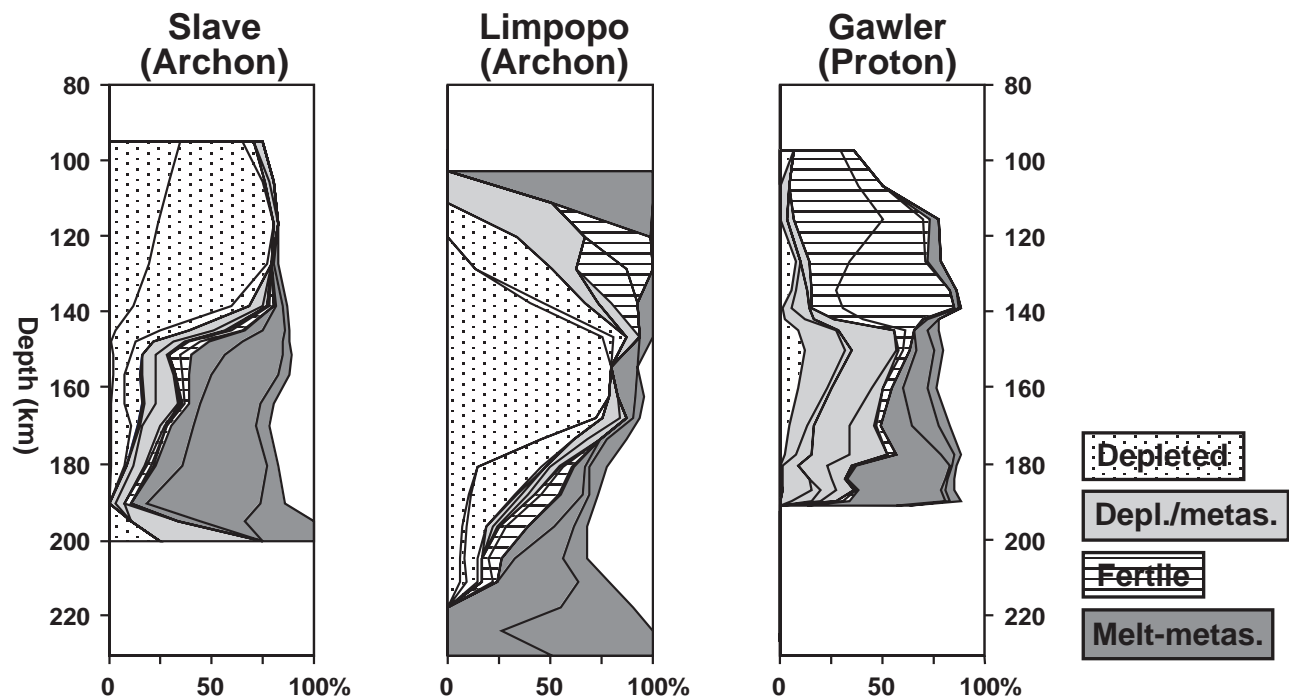 Slave
(Archon)
Limpopo
(Archon)
Gawler
(Proton)
80
100
120
140
160
180
200
220
Depth (km)
80
100
120
140
160
180
200
220
0
50
100%
0
50
100%
0
50
100%
Depleted
Depl./metas.
Fertile
Melt-metas.